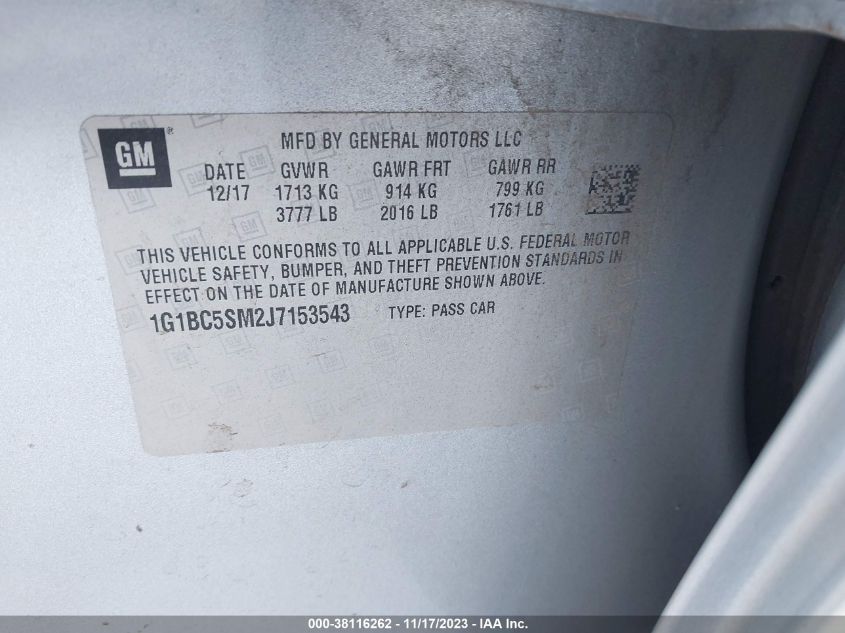 GM ®
MFD BY GENERAL MOTORS LLC
DATE GVWR GAWR FRT GAWR RR
12/17 1713 KG 914 KG 799 KG
3777 LB 2016 LB 1761 LB
THIS VEHICLE CONFORMS TO ALL APPLICABLE U.S. FEDERAL MOTOR
VEHICLE SAFETY, BUMPER, AND THEFT PREVENTION STANDARDS IN
EFFECT ON THE DATE OF MANUFACTURE SHOWN ABOVE.
1G1BC5SM2J7153543 TYPE: PASS CAR
000-38116262 - 11/17/2023 - IAA Inc.